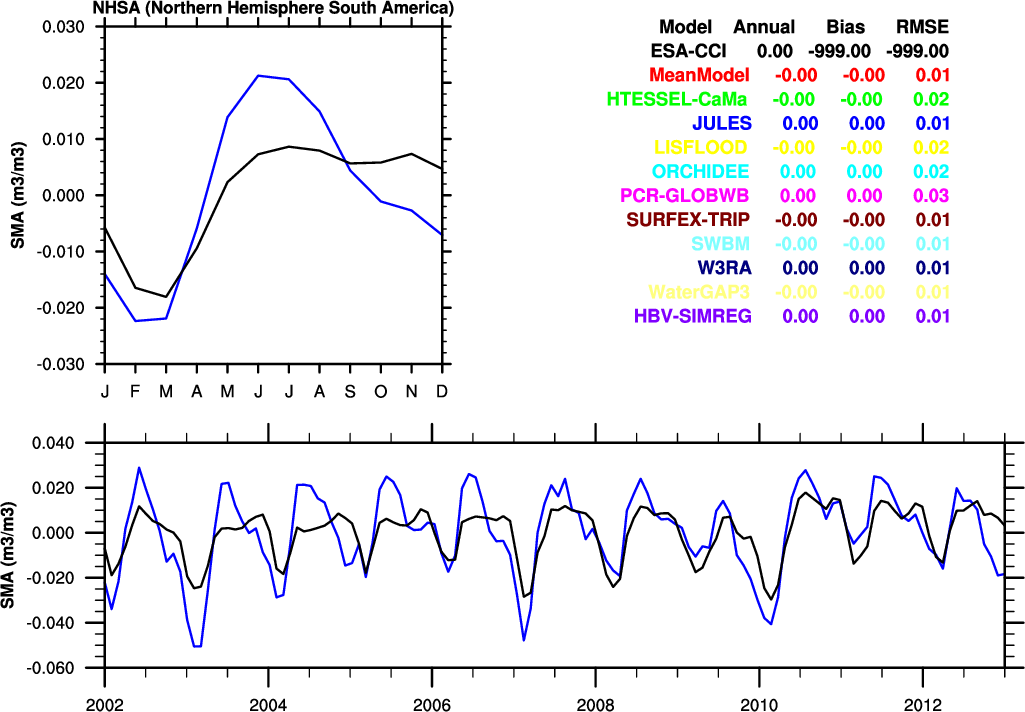 NHSA (Northern Hemisphere South America)
0.030
0.020
0.010
0.000
-0.010
-0.020
-0.030
SMA (m3/m3)
J F M A M J J A S O N D
Model Annual Bias RMSE
ESA-CCI 0.00 -999.00 -999.00
MeanModel -0.00 -0.00 0.01
HTESSEL-CaMa -0.00 -0.00 0.02
JULES 0.00 0.00 0.01
LISFLOOD -0.00 -0.00 0.02
ORCHIDEE 0.00 0.00 0.02
PCR-GLOBWB 0.00 0.00 0.03
SURFEX-TRIP -0.00 -0.00 0.01
SWBM -0.00 -0.00 0.01
W3RA 0.00 0.00 0.01
WaterGAP3 -0.00 -0.00 0.01
HBV-SIMREG 0.00 0.00 0.01
0.040
0.020
0.000
-0.020
-0.040
-0.060
SMA (m3/m3)
2002 2004 2006 2008 2010 2012